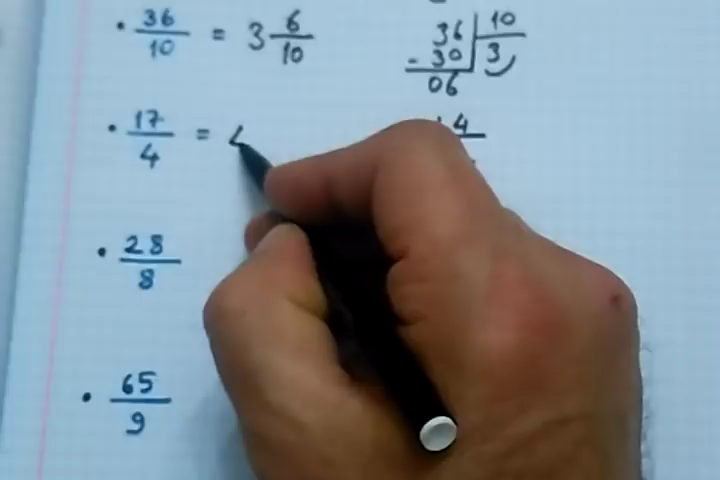 • 36/10 = 3 6/10
36 | 10
- 30 | 3
06
• 17/4 =
4
• 28/8
• 65/9